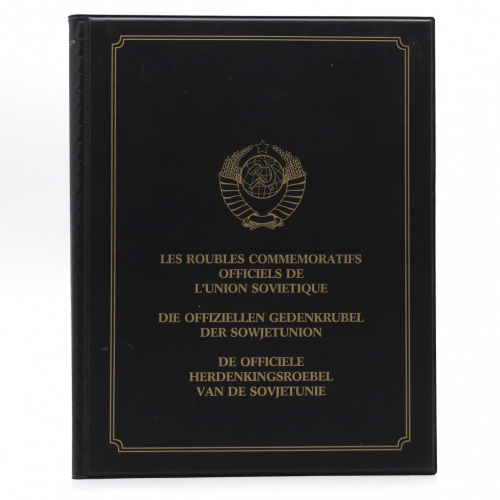 LES ROUBLES COMMEMORATIFS
OFFICIELS DE
L'UNION SOVIETIQUE
DIE OFFIZIELLEN GEDENKRUBEL
DER SOWJETUNION
DE OFFICIELE
HERDENKINGSROEBEL
VAN DE SOVJETUNIE